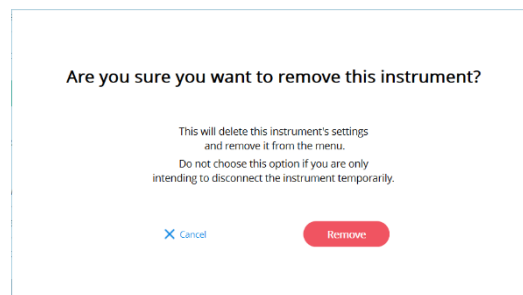 Are you sure you want to remove this instrument?
This will delete this instrument's settings
and remove it from the menu.
Do not choose this option if you are only
intending to disconnect the instrument temporarily.
Cancel
Remove